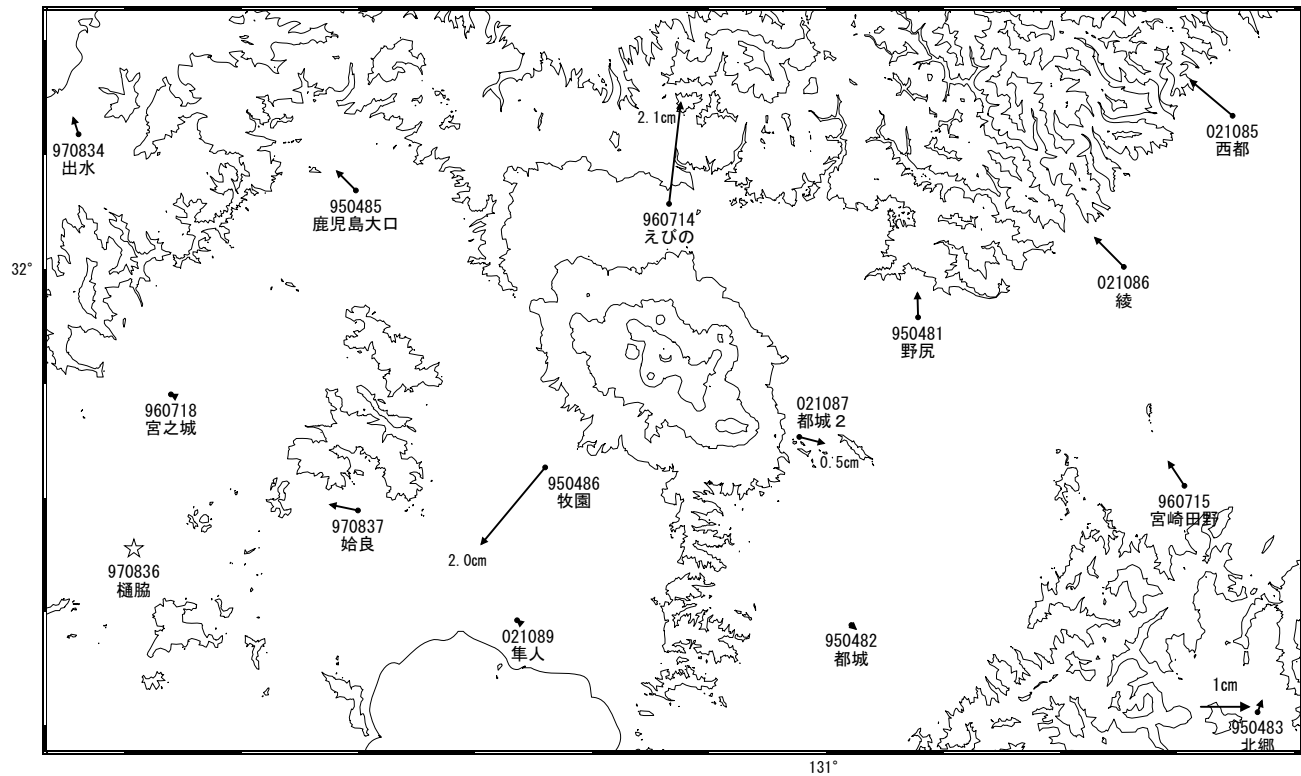 2.1cm
970834
出水
021085
西都
950485
鹿児島大口
960714
えびの
32°
021086
綾
950481
野尻
960718
宮之城
021087
都城２
0.5cm
950486
牧園
960715
宮崎田野
970837
姶良
2.0cm
970836
樋脇
021089
隼人
950482
都城
1cm
950483
北郷
131°